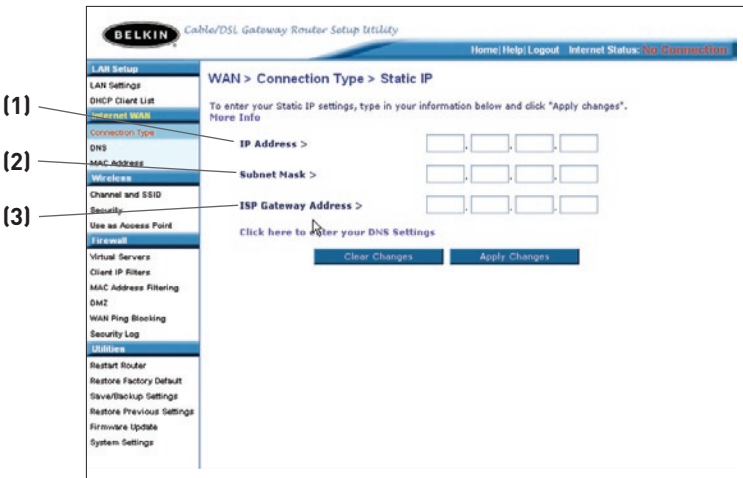 BELKIN
Cable/DSL Gateway Router Setup Utility
Home| Help| Logout Internet Status: No Connection
LAN Setup
LAN Settings
DHCP Client List
Internet WAN
Connection Type
DNS
MAC Address
Wireless
Channel and SSID
Security
Use as Access Point
Firewall
Virtual Servers
Client IP Filters
MAC Address Filtering
DMZ
WAN Ping Blocking
Security Log
Utilities
Restart Router
Restore Factory Default
Save/Backup Settings
Restore Previous Settings
Firmware Update
System Settings
WAN > Connection Type > Static IP
To enter your Static IP settings, type in your information below and click "Apply changes".
More Info
(1)
IP Address >
. . .
(2)
Subnet Mask >
. . .
(3)
ISP Gateway Address >
. . .
Click here to enter your DNS Settings
Clear Changes
Apply Changes